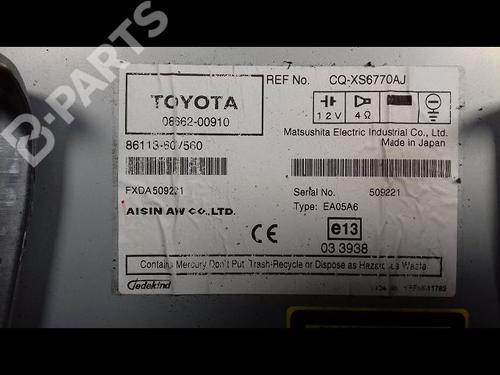 B-PARTS
REF No. CQ-XS6770AJ
TOYOTA
08662-00910
12V 4Ω
86113-60V560
Matsushita Electric Industrial Co., Ltd.
Made in Japan
FXDA509221
Serial No. 509221
AISIN AW CO., LTD.
Type: EA05A6
CE
e13
03 3938
Contains Mercury Don't Put Trash-Recycle or Dispose as Hazardous Waste
Jedekind